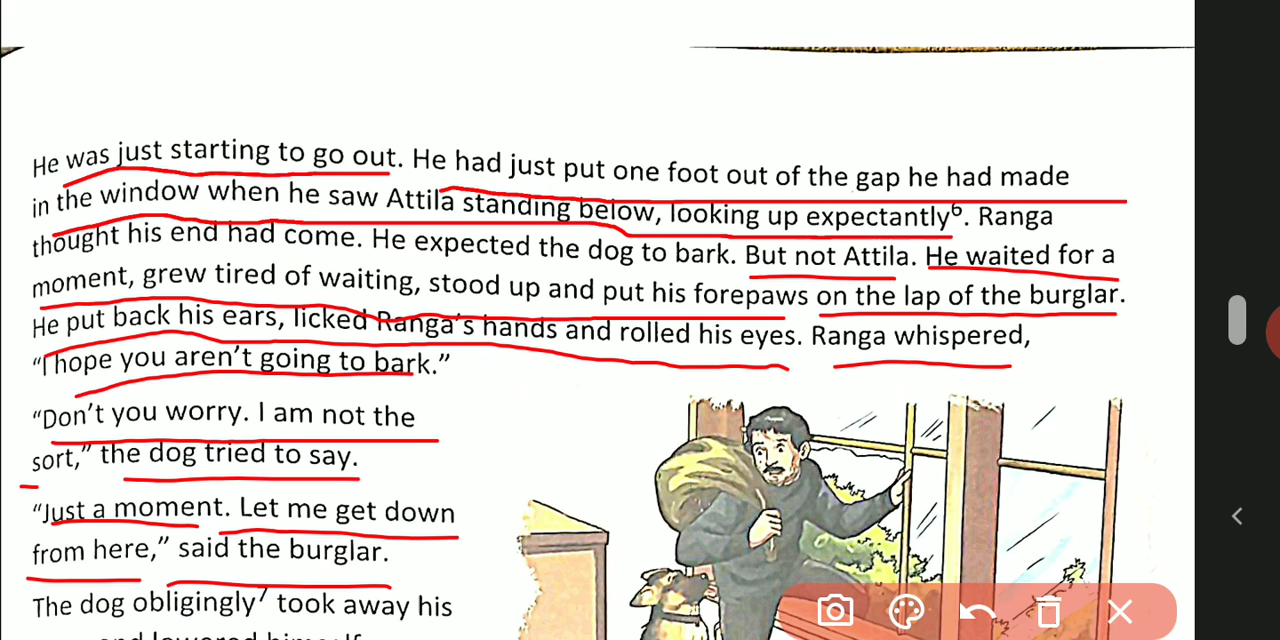 He was just starting to go out. He had just put one foot out of the gap he had made
in the window when he saw Attila standing below, looking up expectantly⁶. Ranga
thought his end had come. He expected the dog to bark. But not Attila. He waited for a
moment, grew tired of waiting, stood up and put his forepaws on the lap of the burglar.
He put back his ears, licked Ranga's hands and rolled his eyes. Ranga whispered,
"I hope you aren't going to bark."
"Don't you worry. I am not the
sort," the dog tried to say.
"Just a moment. Let me get down
from here," said the burglar.
The dog obligingly⁷ took away his
and lowered himself